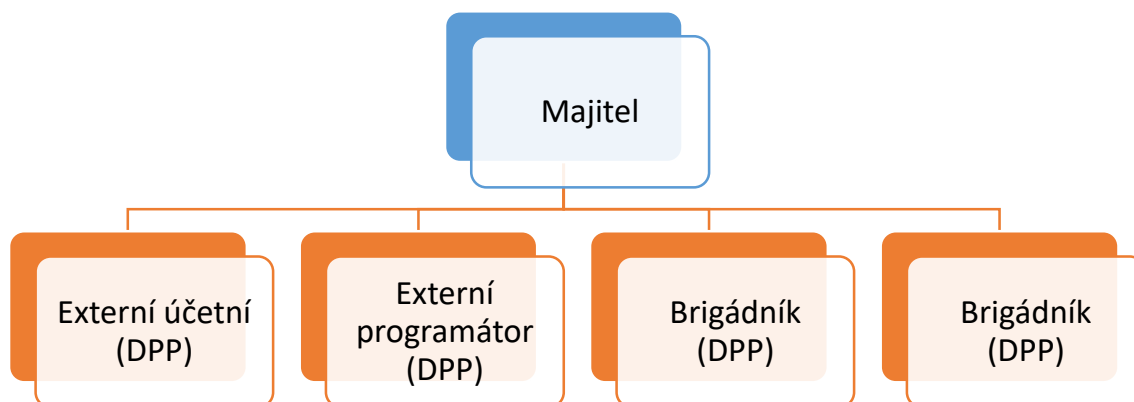 Majitel
Externí účetní
(DPP)
Externí
programátor
(DPP)
Brigádník
(DPP)
Brigádník
(DPP)